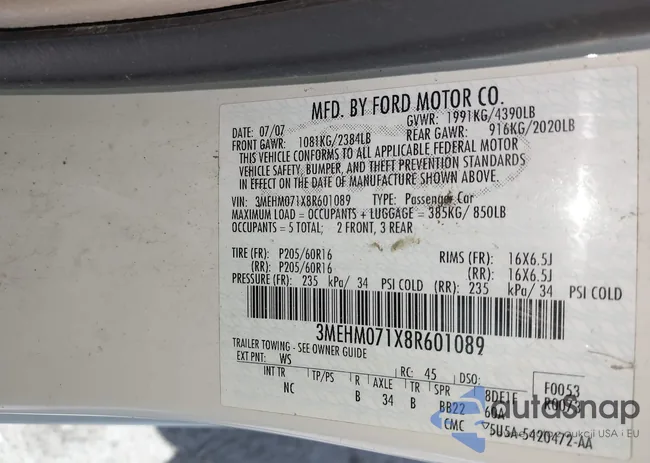 MFD. BY FORD MOTOR CO.
DATE: 07/07 GVWR: 1991KG/4390LB
FRONT GAWR: 1081KG/2384LB REAR GAWR: 916KG/2020LB
THIS VEHICLE CONFORMS TO ALL APPLICABLE FEDERAL MOTOR
VEHICLE SAFETY, BUMPER, AND THEFT PREVENTION STANDARDS
IN EFFECT ON THE DATE OF MANUFACTURE SHOWN ABOVE.
VIN: 3MEHM071X8R601089 TYPE: Passenger Car
MAXIMUM LOAD = OCCUPANTS + LUGGAGE = 385KG/ 850LB
OCCUPANTS = 5 TOTAL: 2 FRONT, 3 REAR
TIRE (FR): P205/60R16 RIMS (FR): 16X6.5J
(RR): P205/60R16 (RR): 16X6.5J
PRESSURE (FR): 235 kPa/ 34 PSI COLD (RR): 235 kPa/ 34 PSI COLD
3MEHM071X8R601089
TRAILER TOWING - SEE OWNER GUIDE
EXT PNT: WS RC: 45 DSO: F0053
INT TR TP/PS R AXLE TR SPR
NC B 34 B BB22
CMC 5U5A-5420472-AA
autoSnap